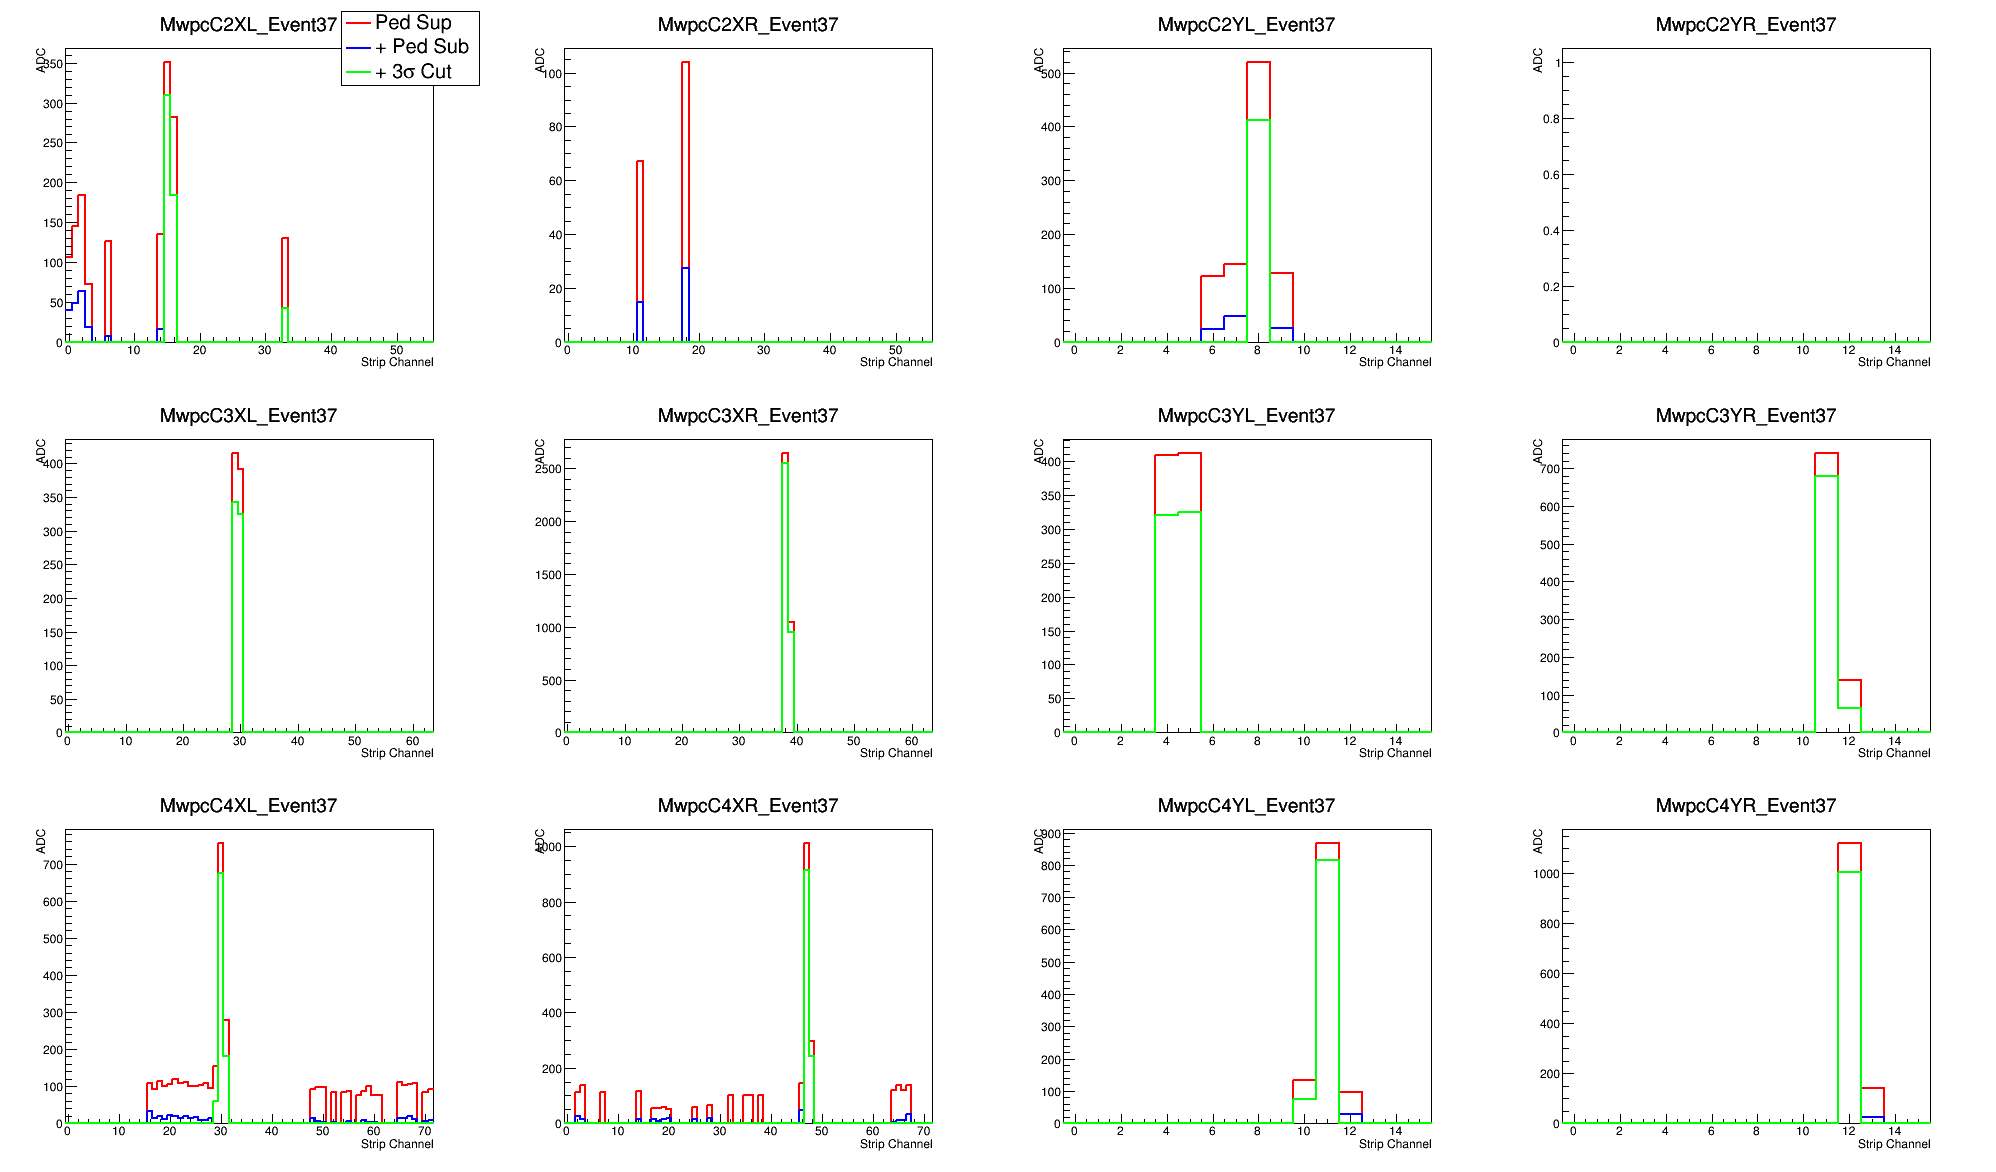 MwpcC2XL_Event37
Ped Sup
+ Ped Sub
+ 3σ Cut
ADC
350
300
250
200
150
100
50
0
0 10 20 30 40 50
Strip Channel
MwpcC2XR_Event37
ADC
100
80
60
40
20
0
0 10 20 30 40 50
Strip Channel
MwpcC2YL_Event37
ADC
500
400
300
200
100
0
0 2 4 6 8 10 12 14
Strip Channel
MwpcC2YR_Event37
ADC
1
0.8
0.6
0.4
0.2
0
0 2 4 6 8 10 12 14
Strip Channel
MwpcC3XL_Event37
ADC
400
350
300
250
200
150
100
50
0
0 10 20 30 40 50 60
Strip Channel
MwpcC3XR_Event37
ADC
2500
2000
1500
1000
500
0
0 10 20 30 40 50 60
Strip Channel
MwpcC3YL_Event37
ADC
400
350
300
250
200
150
100
50
0
0 2 4 6 8 10 12 14
Strip Channel
MwpcC3YR_Event37
ADC
700
600
500
400
300
200
100
0
0 2 4 6 8 10 12 14
Strip Channel
MwpcC4XL_Event37
ADC
700
600
500
400
300
200
100
0
0 10 20 30 40 50 60 70
Strip Channel
MwpcC4XR_Event37
ADC
1000
800
600
400
200
0
0 10 20 30 40 50 60 70
Strip Channel
MwpcC4YL_Event37
ADC
900
800
700
600
500
400
300
200
100
0
0 2 4 6 8 10 12 14
Strip Channel
MwpcC4YR_Event37
ADC
1000
800
600
400
200
0
0 2 4 6 8 10 12 14
Strip Channel